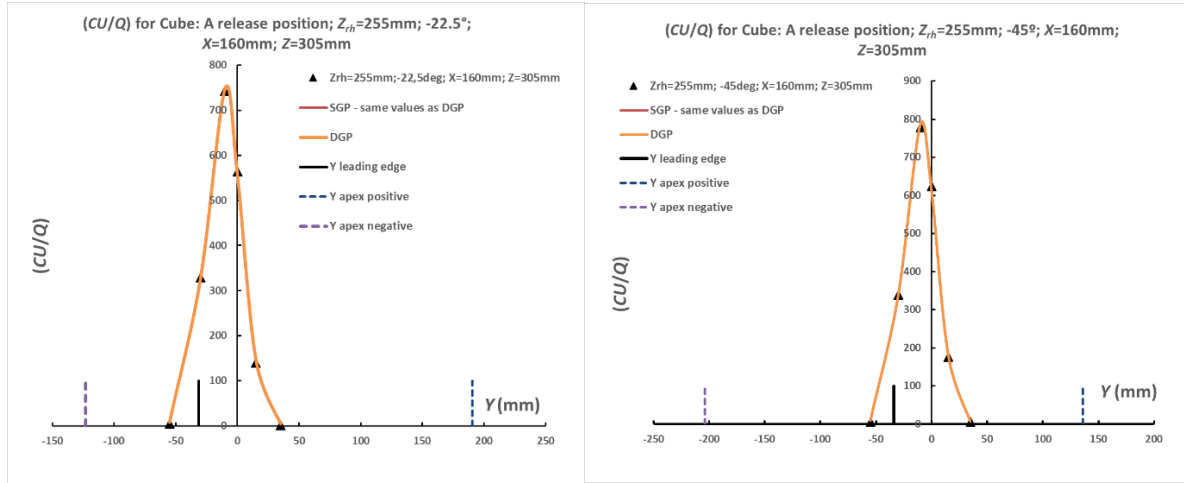 (CU/Q) for Cube: A release position; Zrh=255mm; -22.5°;
X=160mm; Z=305mm
800
700
600
500
400
300
200
100
0
Zrh=255mm;-22,5deg; X=160mm; Z=305mm
SGP - same values as DGP
DGP
Y leading edge
Y apex positive
Y apex negative
(CU/Q)
Y (mm)
-150
-100
-50
0
50
100
150
200
250
(CU/Q) for Cube: A release position; Zrh=255mm; -45º; X=160mm;
Z=305mm
900
800
700
600
500
400
300
200
100
0
Zrh=255mm; -45deg; X=160mm; Z=305mm
SGP - same values as DGP
DGP
Y leading edge
Y apex positive
Y apex negative
(CU/Q)
Y (mm)
-250
-200
-150
-100
-50
0
50
100
150
200